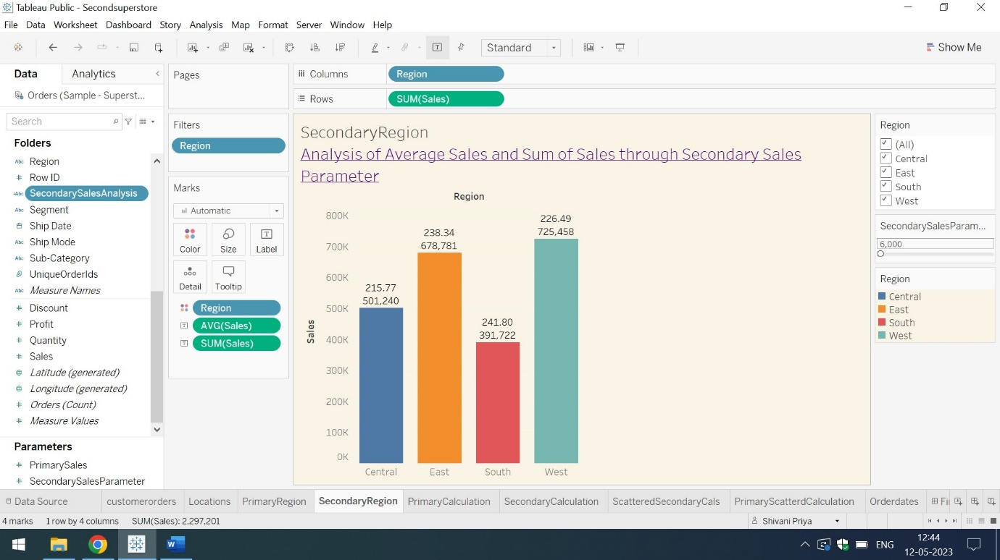 Tableau Public - Secondsuperstore
File Data Worksheet Dashboard Story Analysis Map Format Server Window Help
Standard
Show Me
Data Analytics
Orders (Sample - Superst...
Search
Folders
Abc Region
# Row ID
=Abc SecondarySalesAnalysis
Abc Segment
Ship Date
Abc Ship Mode
Abc Sub-Category
UniqueOrderIds
Abc Measure Names
# Discount
# Profit
# Quantity
# Sales
Latitude (generated)
Longitude (generated)
# Orders (Count)
# Measure Values
Parameters
# PrimarySales
# SecondarySalesParameter
Pages
Filters
Region
Marks
Automatic
Color Size Label
Detail Tooltip
Region
AVG(Sales)
SUM(Sales)
Columns Region
Rows SUM(Sales)
SecondaryRegion
Analysis of Average Sales and Sum of Sales through Secondary Sales
Parameter
Region
800K
700K
600K
500K
400K
300K
200K
100K
0K
Sales
215.77
501,240
238.34
678,781
241.80
391,722
226.49
725,458
Central East South West
Region
(All)
Central
East
South
West
SecondarySalesParam...
6,000
Region
Central
East
South
West
Data Source customerorders Locations PrimaryRegion SecondaryRegion PrimaryCalculation SecondaryCalculation ScatteredSecondaryCals PrimaryScatterdCalculation Orderdates Fi
4 marks 1 row by 4 columns SUM(Sales): 2,297,201
Shivani Priya
W
ENG
12:44
12-05-2023